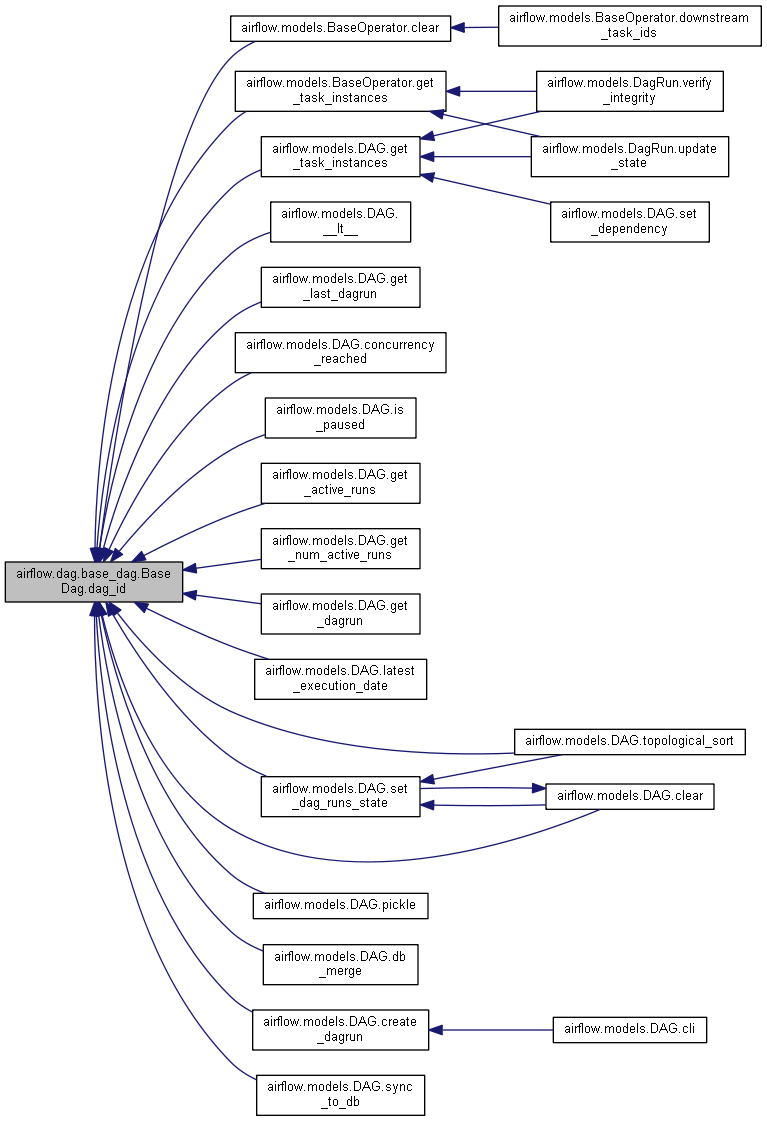 airflow.models.BaseOperator.clear
airflow.models.BaseOperator.downstream
_task_ids
airflow.models.BaseOperator.get
_task_instances
airflow.models.DagRun.verify
_integrity
airflow.models.DAG.get
_task_instances
airflow.models.DagRun.update
_state
airflow.models.DAG.
__lt__
airflow.models.DAG.set
_dependency
airflow.models.DAG.get
_last_dagrun
airflow.models.DAG.concurrency
_reached
airflow.models.DAG.is
_paused
airflow.models.DAG.get
_active_runs
airflow.models.DAG.get
_num_active_runs
airflow.dag.base_dag.Base
Dag.dag_id
airflow.models.DAG.get
_dagrun
airflow.models.DAG.latest
_execution_date
airflow.models.DAG.topological_sort
airflow.models.DAG.set
_dag_runs_state
airflow.models.DAG.clear
airflow.models.DAG.pickle
airflow.models.DAG.db
_merge
airflow.models.DAG.create
_dagrun
airflow.models.DAG.cli
airflow.models.DAG.sync
_to_db